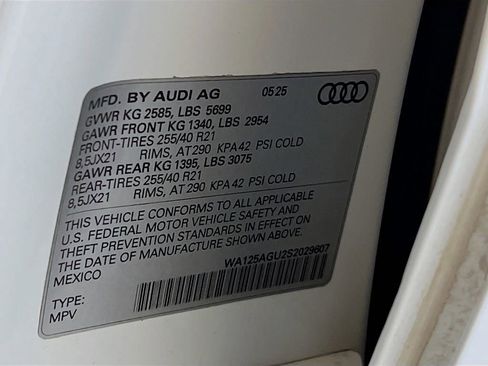 MFD. BY AUDI AG 05 25
GVWR KG 2585, LBS 5699
GAWR FRONT KG 1340, LBS 2954
FRONT-TIRES 255/40 R21
8,5JX21 RIMS, AT 290 KPA 42 PSI COLD
GAWR REAR KG 1395, LBS 3075
REAR-TIRES 255/40 R21
8,5JX21 RIMS, AT 290 KPA 42 PSI COLD
THIS VEHICLE CONFORMS TO ALL APPLICABLE
U.S. FEDERAL MOTOR VEHICLE SAFETY AND
THEFT PREVENTION STANDARDS IN EFFECT ON
THE DATE OF MANUFACTURE SHOWN ABOVE.
MEXICO
WA125AGU2S2029607
TYPE:
MPV